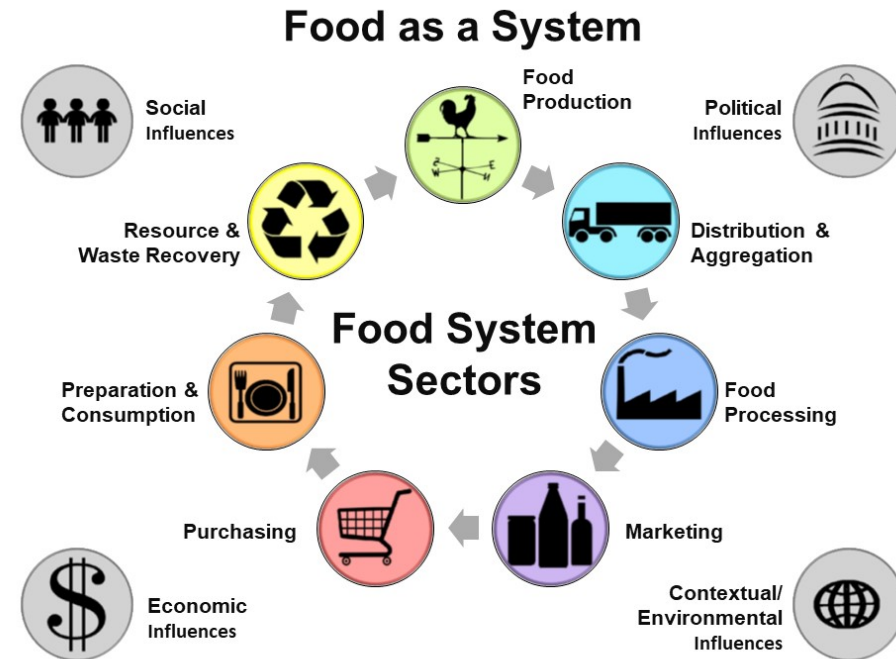 Food as a System
Social
Influences
Food
Production
Political
Influences
Resource &
Waste Recovery
Distribution &
Aggregation
Food System
Sectors
Preparation &
Consumption
Food
Processing
Purchasing
Marketing
Economic
Influences
Contextual/
Environmental
Influences
S
E
W
N
$